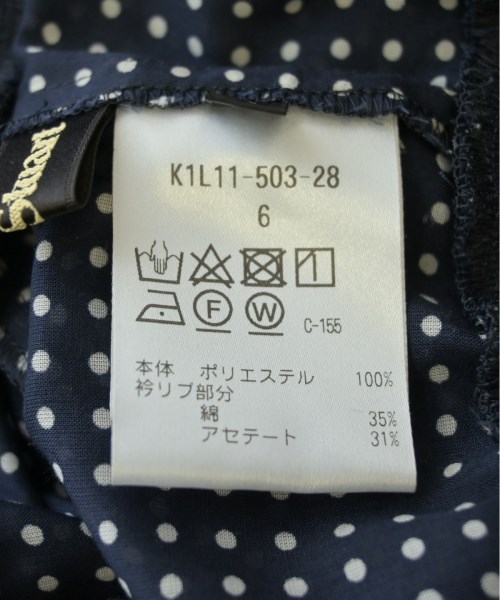 K1L11-503-28
6
F W C-155
本体 ポリエステル 100%
衿リブ部分
綿 35%
アセテート 31%